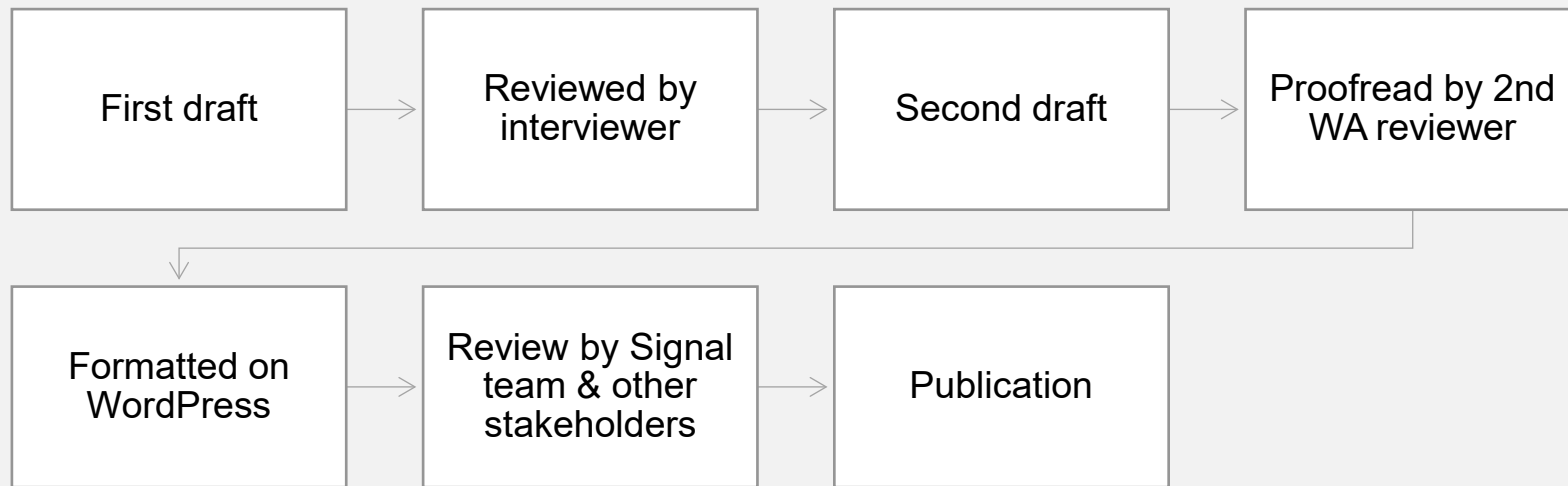 First draft
Reviewed by
interviewer
Second draft
Proofread by 2nd
WA reviewer
Formatted on
WordPress
Review by Signal
team & other
stakeholders
Publication